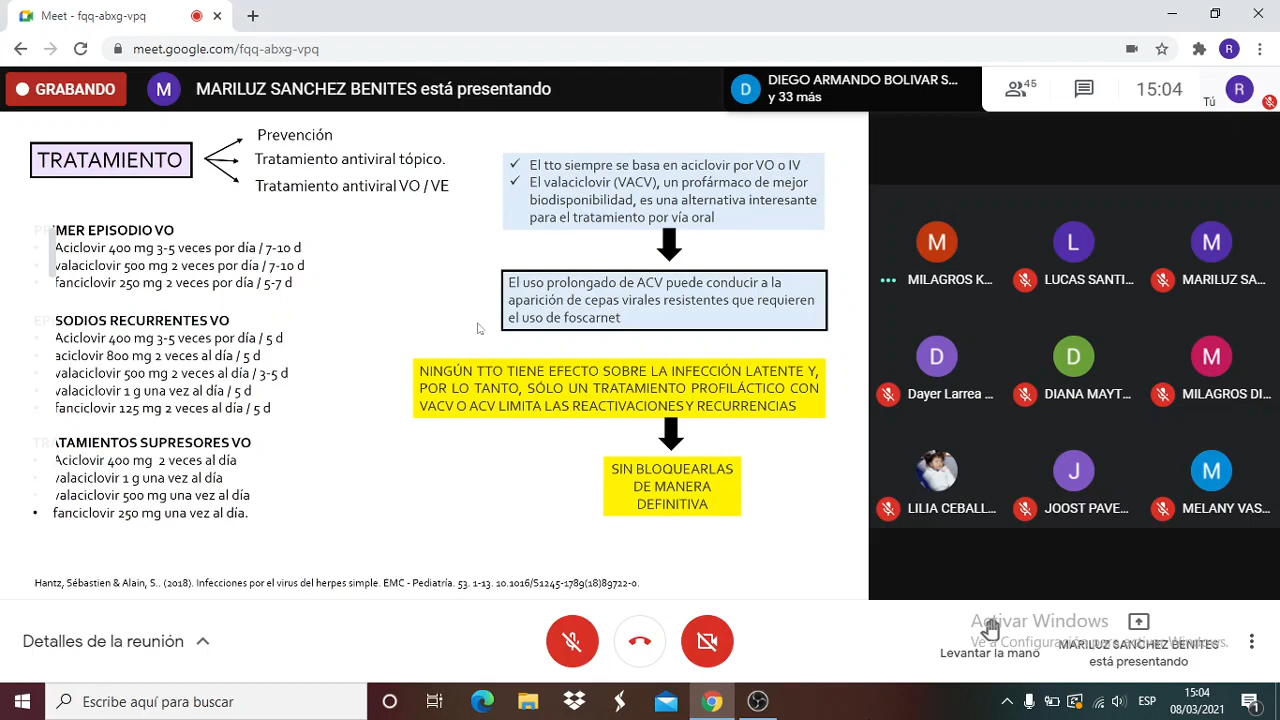 Meet - fqq-abxg-vpq
meet.google.com/fqq-abxg-vpq
R
GRABANDO
M
MARILUZ SANCHEZ BENITES está presentando
D
DIEGO ARMANDO BOLIVAR S...
y 33 más
45
15:04
Tú
R
TRATAMIENTO
Prevención
Tratamiento antiviral tópico.
Tratamiento antiviral VO / VE
PRIMER EPISODIO VO
Aciclovir 400 mg 3-5 veces por día / 7-10 d
valaciclovir 500 mg 2 veces por día / 7-10 d
fanciclovir 250 mg 2 veces por día / 5-7 d
EPISODIOS RECURRENTES VO
Aciclovir 400 mg 3-5 veces por día / 5 d
aciclovir 800 mg 2 veces al día / 5 d
valaciclovir 500 mg 2 veces al día / 3-5 d
valaciclovir 1 g una vez al día / 5 d
fanciclovir 125 mg 2 veces al día / 5 d
TRATAMIENTOS SUPRESORES VO
• Aciclovir 400 mg 2 veces al día
valaciclovir 1 g una vez al día
valaciclovir 500 mg una vez al día
• fanciclovir 250 mg una vez al día.
✓ El tto siempre se basa en aciclovir por VO o IV
✓ El valaciclovir (VACV), un profármaco de mejor
biodisponibilidad, es una alternativa interesante
para el tratamiento por vía oral
El uso prolongado de ACV puede conducir a la
aparición de cepas virales resistentes que requieren
el uso de foscarnet
NINGÚN TTO TIENE EFECTO SOBRE LA INFECCIÓN LATENTE Y,
POR LO TANTO, SÓLO UN TRATAMIENTO PROFILÁCTICO CON
VACV O ACV LIMITA LAS REACTIVACIONES Y RECURRENCIAS
SIN BLOQUEARLAS
DE MANERA
DEFINITIVA
Hantz, Sébastien & Alain, S.. (2018). Infecciones por el virus del herpes simple. EMC - Pediatría. 53. 1-13. 10.1016/S1245-1789(18)89722-0.
M
L
M
MILAGROS K...
LUCAS SANTI...
MARILUZ SA...
D
D
M
Dayer Larrea ...
DIANA MAYT...
MILAGROS DI...
J
M
LILIA CEBALL...
JOOST PAVE...
MELANY VAS...
Detalles de la reunión
Activar Windows
Ve a Configuración para activar Windows.
Levantar la mano
MARILUZ SANCHEZ BENITES
está presentando
Escribe aquí para buscar
ESP
15:04
08/03/2021
1